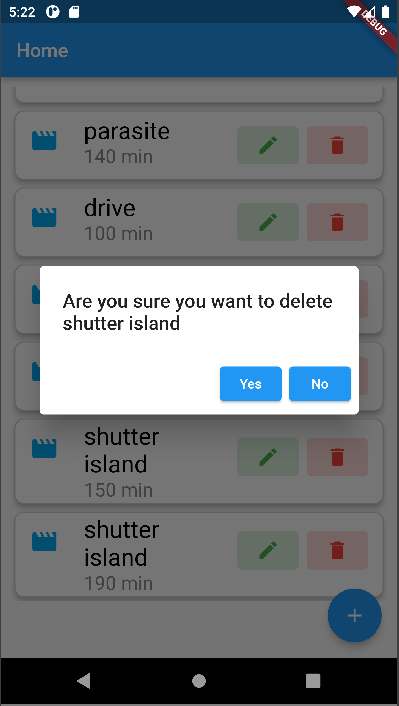 5:22
DEBUG
Home
parasite
140 min
drive
100 min
Are you sure you want to delete
shutter island
Yes No
shutter
island
150 min
shutter
island
190 min
+